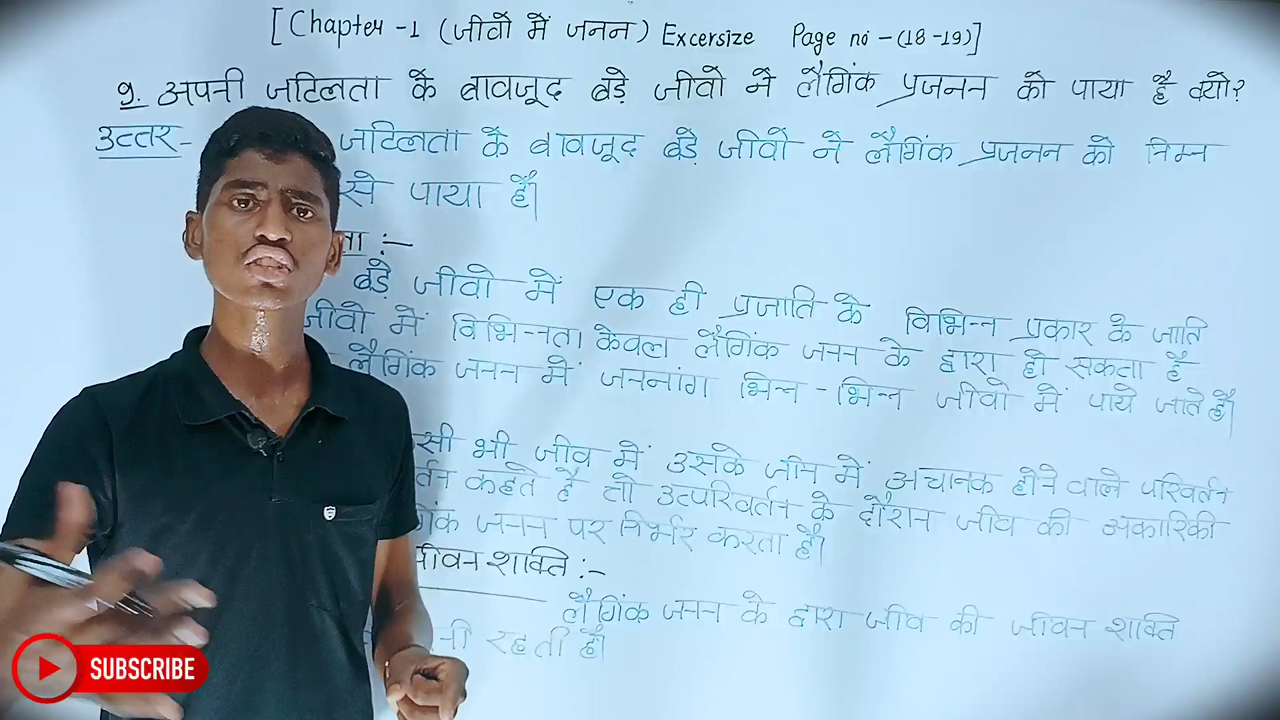 [Chapter -1 (जीवो में जनन) Excersize Page no - (18-19)]
9. अपनी जटिलता के बावजूद बड़े जीवो ने लैगिंक प्रजनन को पाया है क्यो?
उत्तर- जटिलता के बावजूद बड़े जीवो ने लैगिंक प्रजनन को निम्न
से पाया है।
ता :-
बड़े जीवो में एक ही प्रजाति के विभिन्न प्रकार के जाति
जीवो में विभिन्नता केवल लैगिंक जनन के द्वारा हो सकता है
लैगिंक जनन में जननांग भिन्न-भिन्न जीवो में पाये जाते है।
सी भी जीव में उसके जीन में अचानक होने वाले परिवर्तन
र्तन कहते है तो उत्परिवर्तन के दौरान जीव की अकारिकी
गिंक जनन पर निर्भर करता है।
जीवन शक्ति :-
लैगिंक जनन के द्वारा जीव की जीवन शक्ति
नी रहती है।
SUBSCRIBE